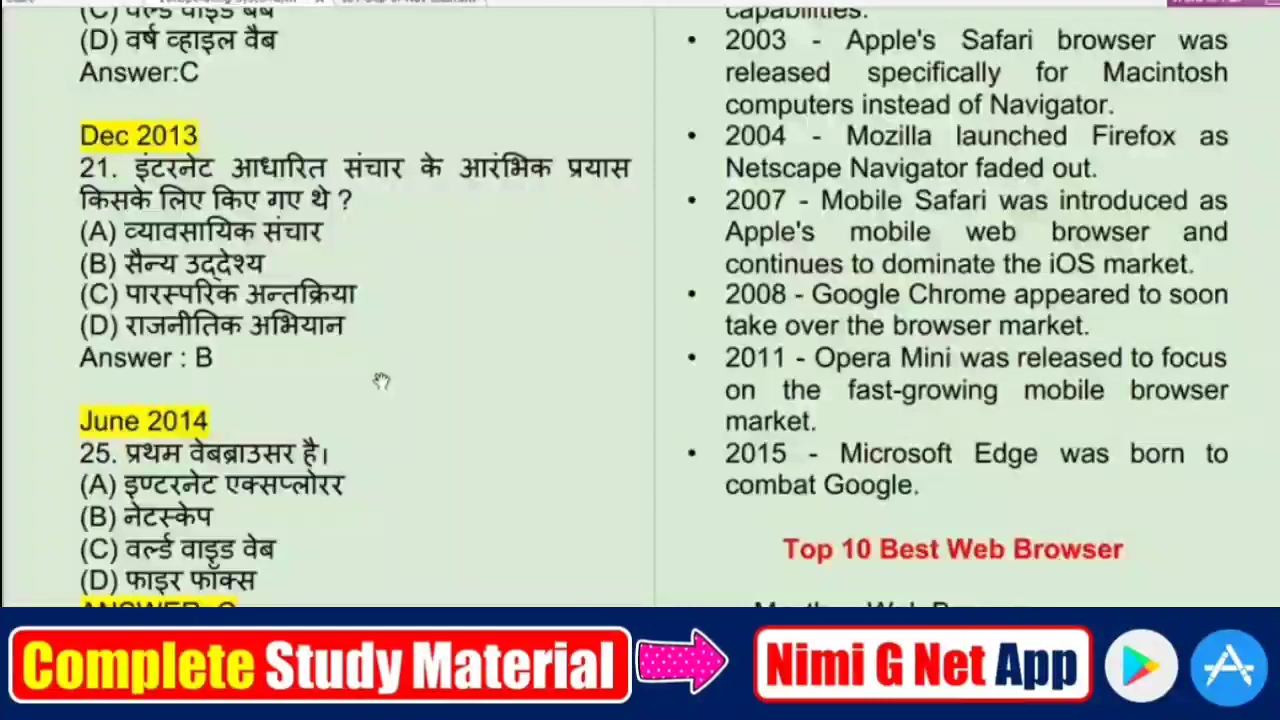 (D) वर्ष व्हाइल वैब
Answer:C
Dec 2013
21. इंटरनेट आधारित संचार के आरंभिक प्रयास
किसके लिए किए गए थे ?
(A) व्यावसायिक संचार
(B) सैन्य उद्देश्य
(C) पारस्परिक अन्तक्रिया
(D) राजनीतिक अभियान
Answer : B
June 2014
25. प्रथम वेबब्राउसर है।
(A) इण्टरनेट एक्सप्लोरर
(B) नेटस्केप
(C) वर्ल्ड वाइड वेब
(D) फाइर फॉक्स
capabilities.
• 2003 - Apple's Safari browser was
released specifically for Macintosh
computers instead of Navigator.
• 2004 - Mozilla launched Firefox as
Netscape Navigator faded out.
• 2007 - Mobile Safari was introduced as
Apple's mobile web browser and
continues to dominate the iOS market.
• 2008 - Google Chrome appeared to soon
take over the browser market.
• 2011 - Opera Mini was released to focus
on the fast-growing mobile browser
market.
• 2015 - Microsoft Edge was born to
combat Google.
Top 10 Best Web Browser
Complete Study Material
Nimi G Net App